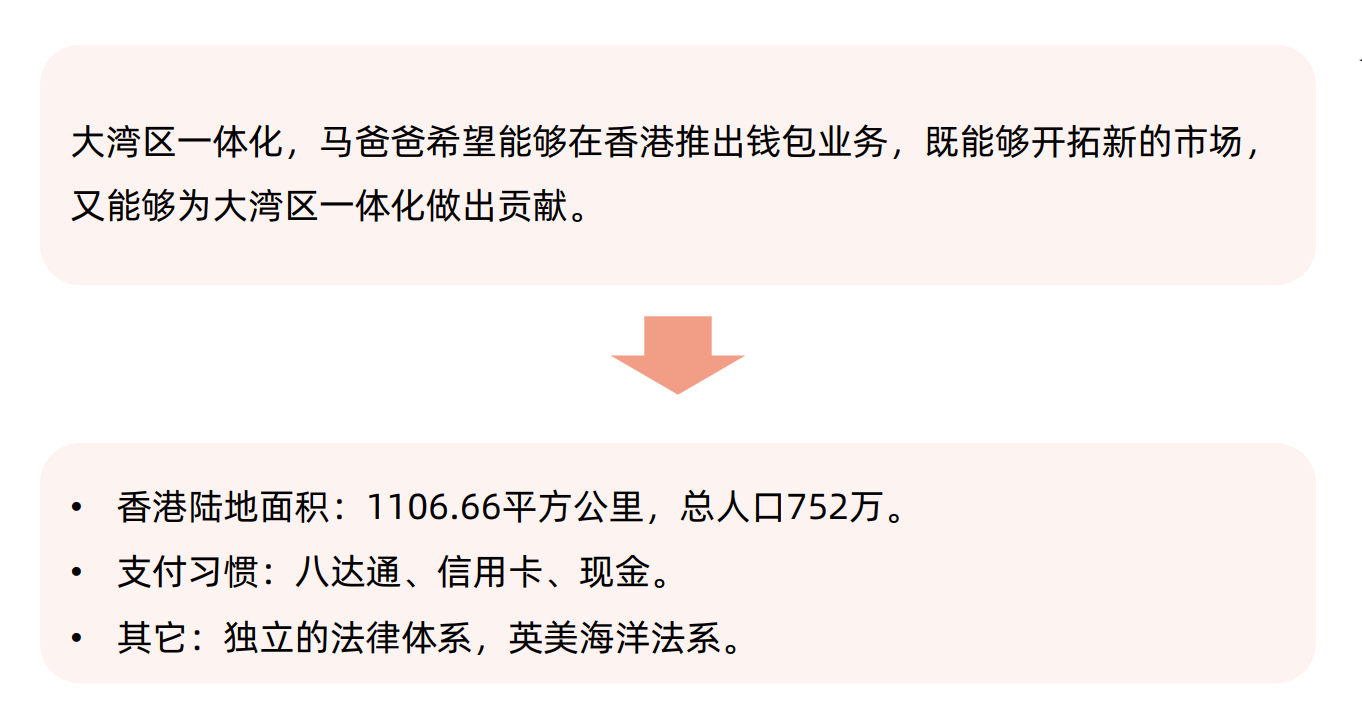 大湾区一体化，马爸爸希望能够在香港推出钱包业务，既能够开拓新的市场，
又能够为大湾区一体化做出贡献。
• 香港陆地面积：1106.66平方公里，总人口752万。
• 支付习惯：八达通、信用卡、现金。
• 其它：独立的法律体系，英美海洋法系。